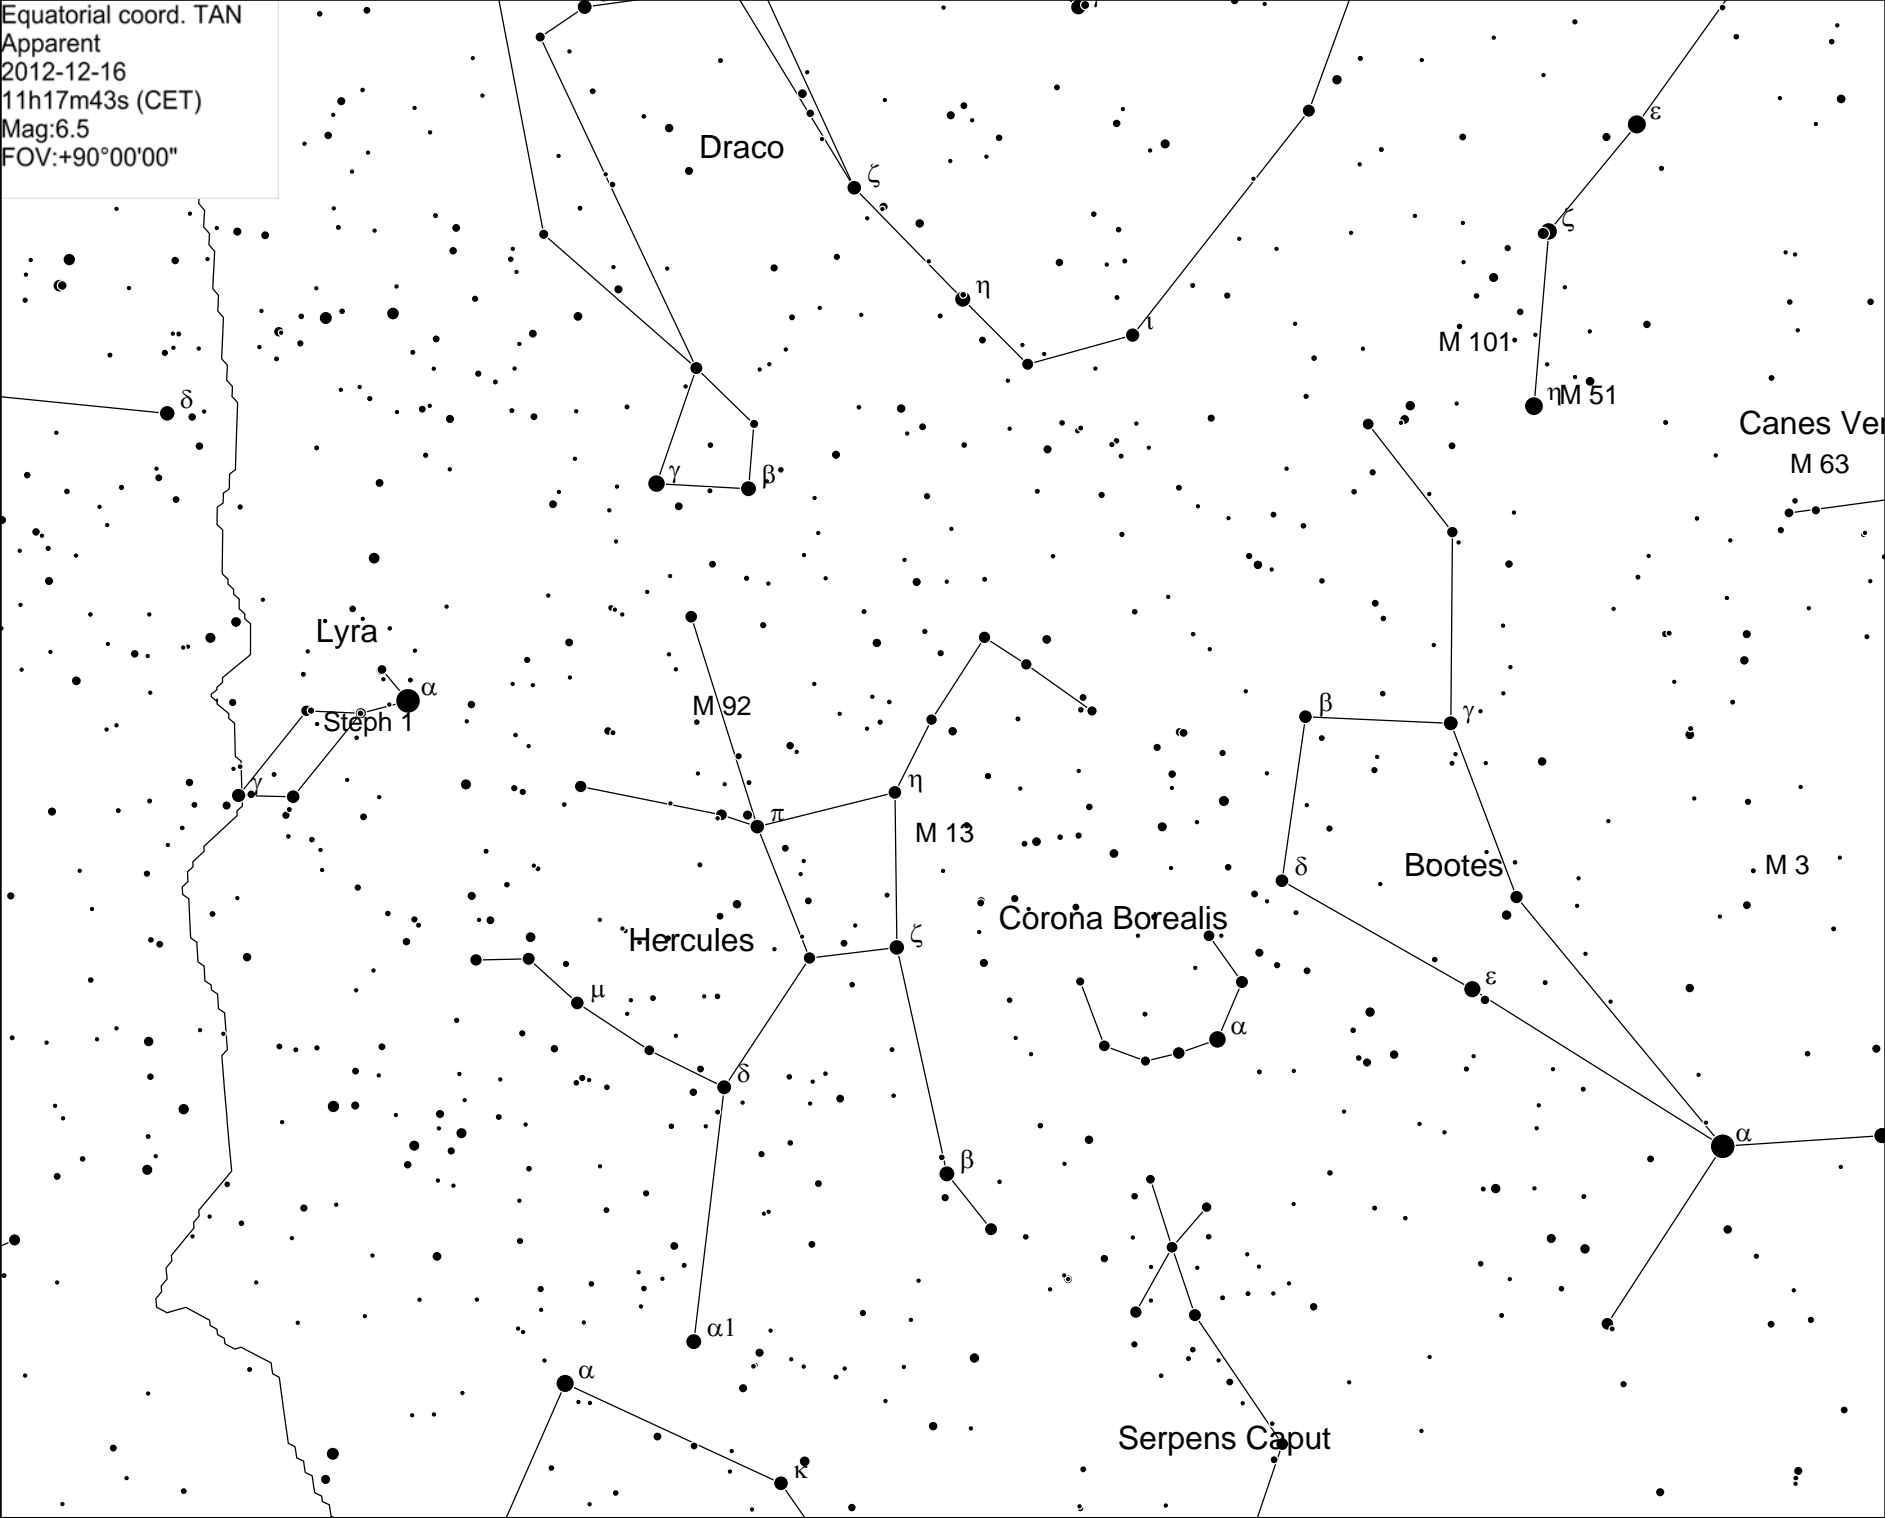 Equatorial coord. TAN
Apparent
2012-12-16
11h17m43s (CET)
Mag:6.5
FOV:+90°00'00"
ε
Draco
ζ
ζ
η
ι
M 101
δ
η
M 51
Canes Ver
M 63
γ
β
Lyra
α
M 92
Steph 1
β
γ
γ
η
π
M 13
Bootes
M 3
δ
Corona Borealis
Hercules
ζ
ε
μ
α
δ
α
β
α1
α
Serpens Caput
κ